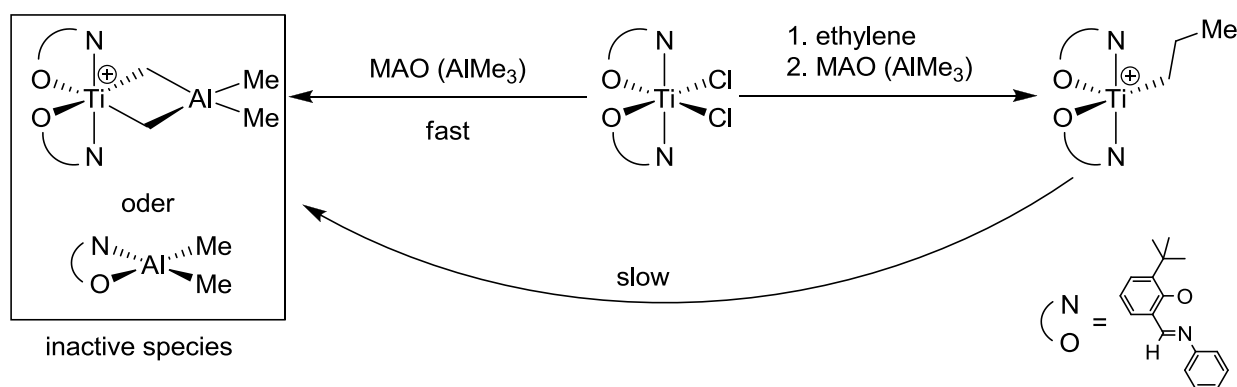 N
O
⊕
Ti
O
N
Al
Me
Me
oder
N
Al
O
Me
Me
inactive species
MAO (AlMe₃)
fast
N
O
Ti
O
N
Cl
Cl
1. ethylene
2. MAO (AlMe₃)
N
O
⊕
Ti
O
N
Me
slow
N
O
=
O
N
H